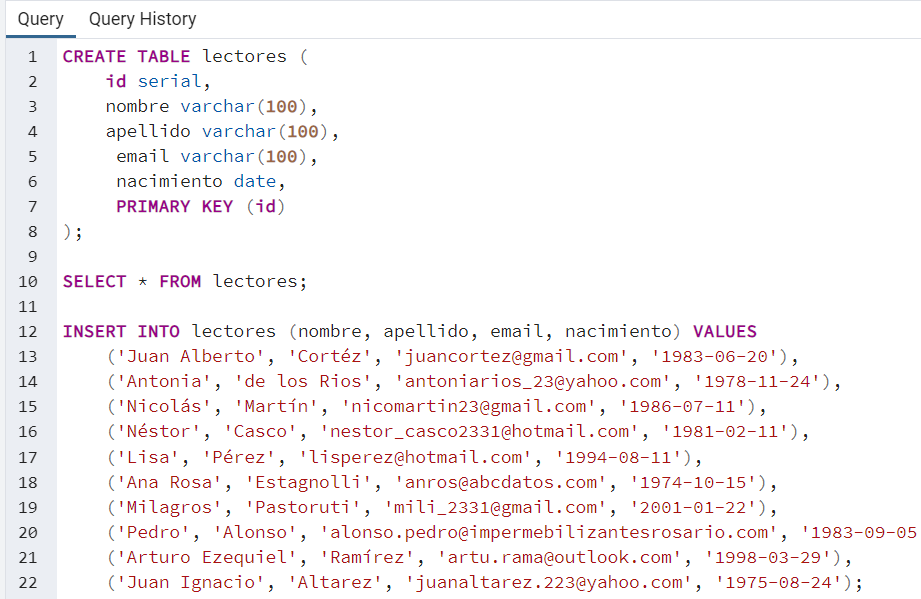 Query Query History
1 CREATE TABLE lectores (
2 id serial,
3 nombre varchar(100),
4 apellido varchar(100),
5 email varchar(100),
6 nacimiento date,
7 PRIMARY KEY (id)
8 );
9
10 SELECT * FROM lectores;
11
12 INSERT INTO lectores (nombre, apellido, email, nacimiento) VALUES
13 ('Juan Alberto', 'Cortéz', 'juancortez@gmail.com', '1983-06-20'),
14 ('Antonia', 'de los Rios', 'antoniarios_23@yahoo.com', '1978-11-24'),
15 ('Nicolás', 'Martín', 'nicomartin23@gmail.com', '1986-07-11'),
16 ('Néstor', 'Casco', 'nestor_casco2331@hotmail.com', '1981-02-11'),
17 ('Lisa', 'Pérez', 'lisperez@hotmail.com', '1994-08-11'),
18 ('Ana Rosa', 'Estagnolli', 'anros@abcdatos.com', '1974-10-15'),
19 ('Milagros', 'Pastoruti', 'mili_2331@gmail.com', '2001-01-22'),
20 ('Pedro', 'Alonso', 'alonso.pedro@impermebilizantesrosario.com', '1983-09-05
21 ('Arturo Ezequiel', 'Ramírez', 'artu.rama@outlook.com', '1998-03-29'),
22 ('Juan Ignacio', 'Altarez', 'juanaltarez.223@yahoo.com', '1975-08-24');